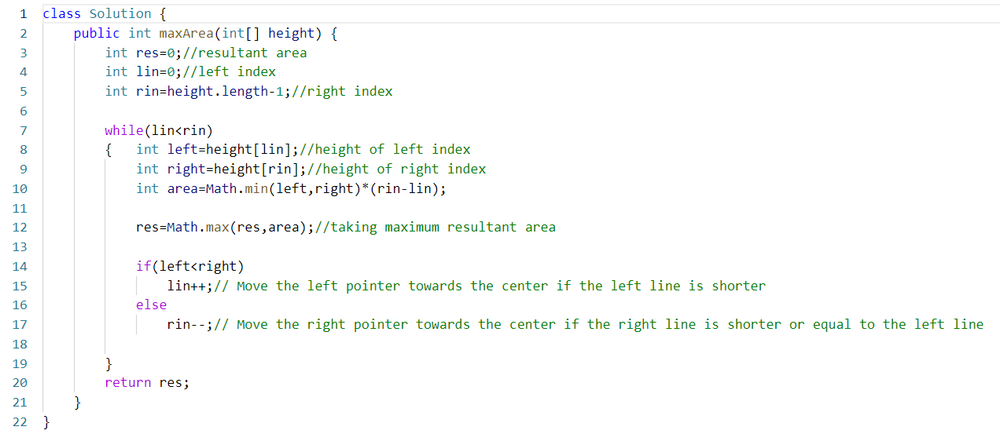 1 class Solution {
2     public int maxArea(int[] height) {
3         int res=0;//resultant area
4         int lin=0;//left index
5         int rin=height.length-1;//right index
6
7         while(lin<rin)
8         {   int left=height[lin];//height of left index
9             int right=height[rin];//height of right index
10             int area=Math.min(left,right)*(rin-lin);
11
12             res=Math.max(res,area);//taking maximum resultant area
13
14             if(left<right)
15                 lin++;// Move the left pointer towards the center if the left line is shorter
16             else
17                 rin--;// Move the right pointer towards the center if the right line is shorter or equal to the left line
18
19         }
20         return res;
21     }
22 }